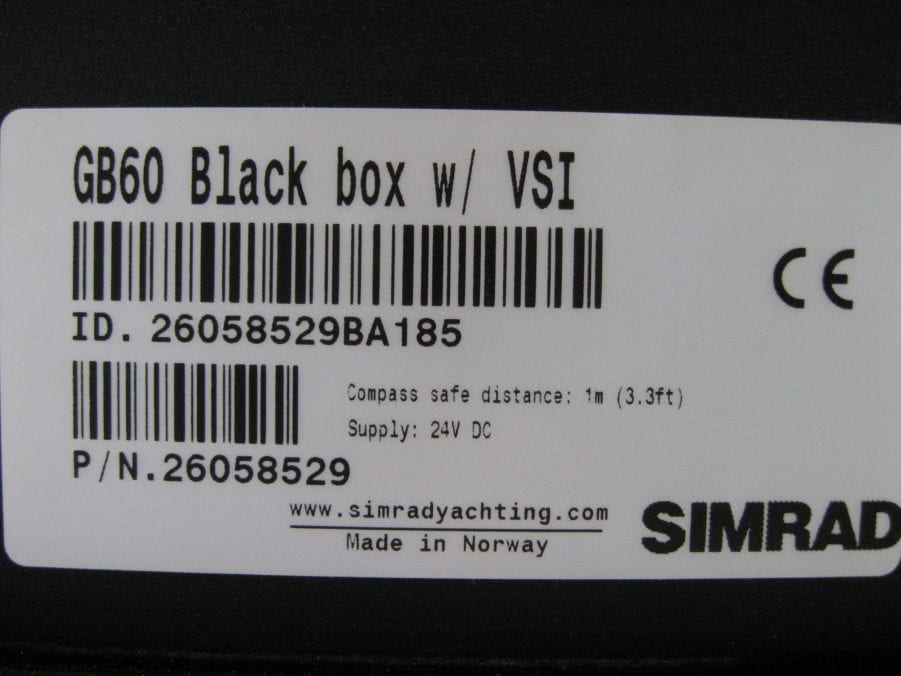 GB60 Black box w/ VSI
CE
ID. 26058529BA185
Compass safe distance: 1m (3.3ft)
Supply: 24V DC
P/N.26058529
www.simradyachting.com
Made in Norway
SIMRAD